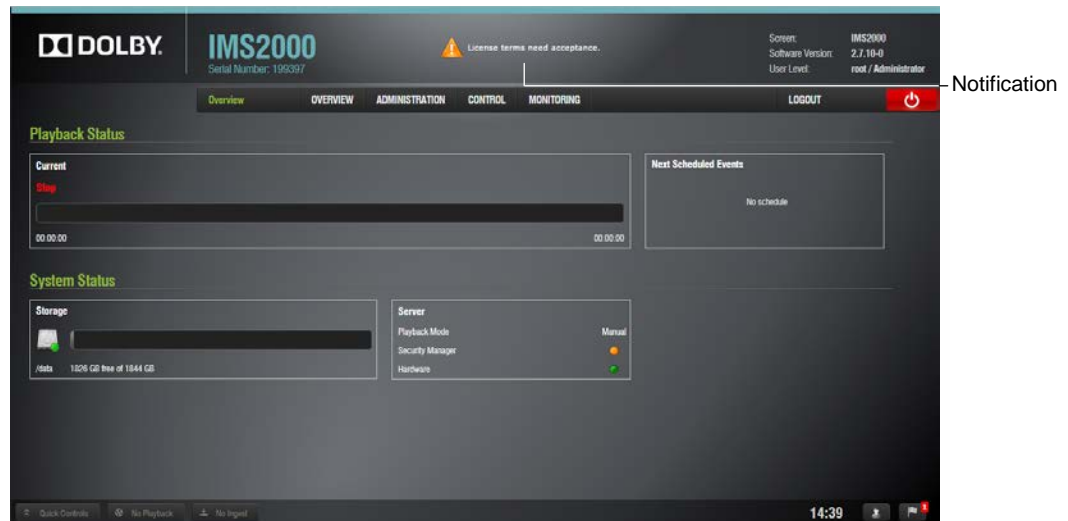 DOLBY.
IMS2000
Serial Number: 199397
License terms need acceptance.
Screen: IMS2000
Software Version: 2.7.10-0
User Level: root / Administrator
Notification
Overview OVERVIEW ADMINISTRATION CONTROL MONITORING LOGOUT
Playback Status
Current
Stop
00:00:00 00:00:00
Next Scheduled Events
No schedule
System Status
Storage
/data 1826 GB free of 1844 GB
Server
Playback Mode Manual
Security Manager
Hardware
Quick Controls No Playback No Ingest 14:39